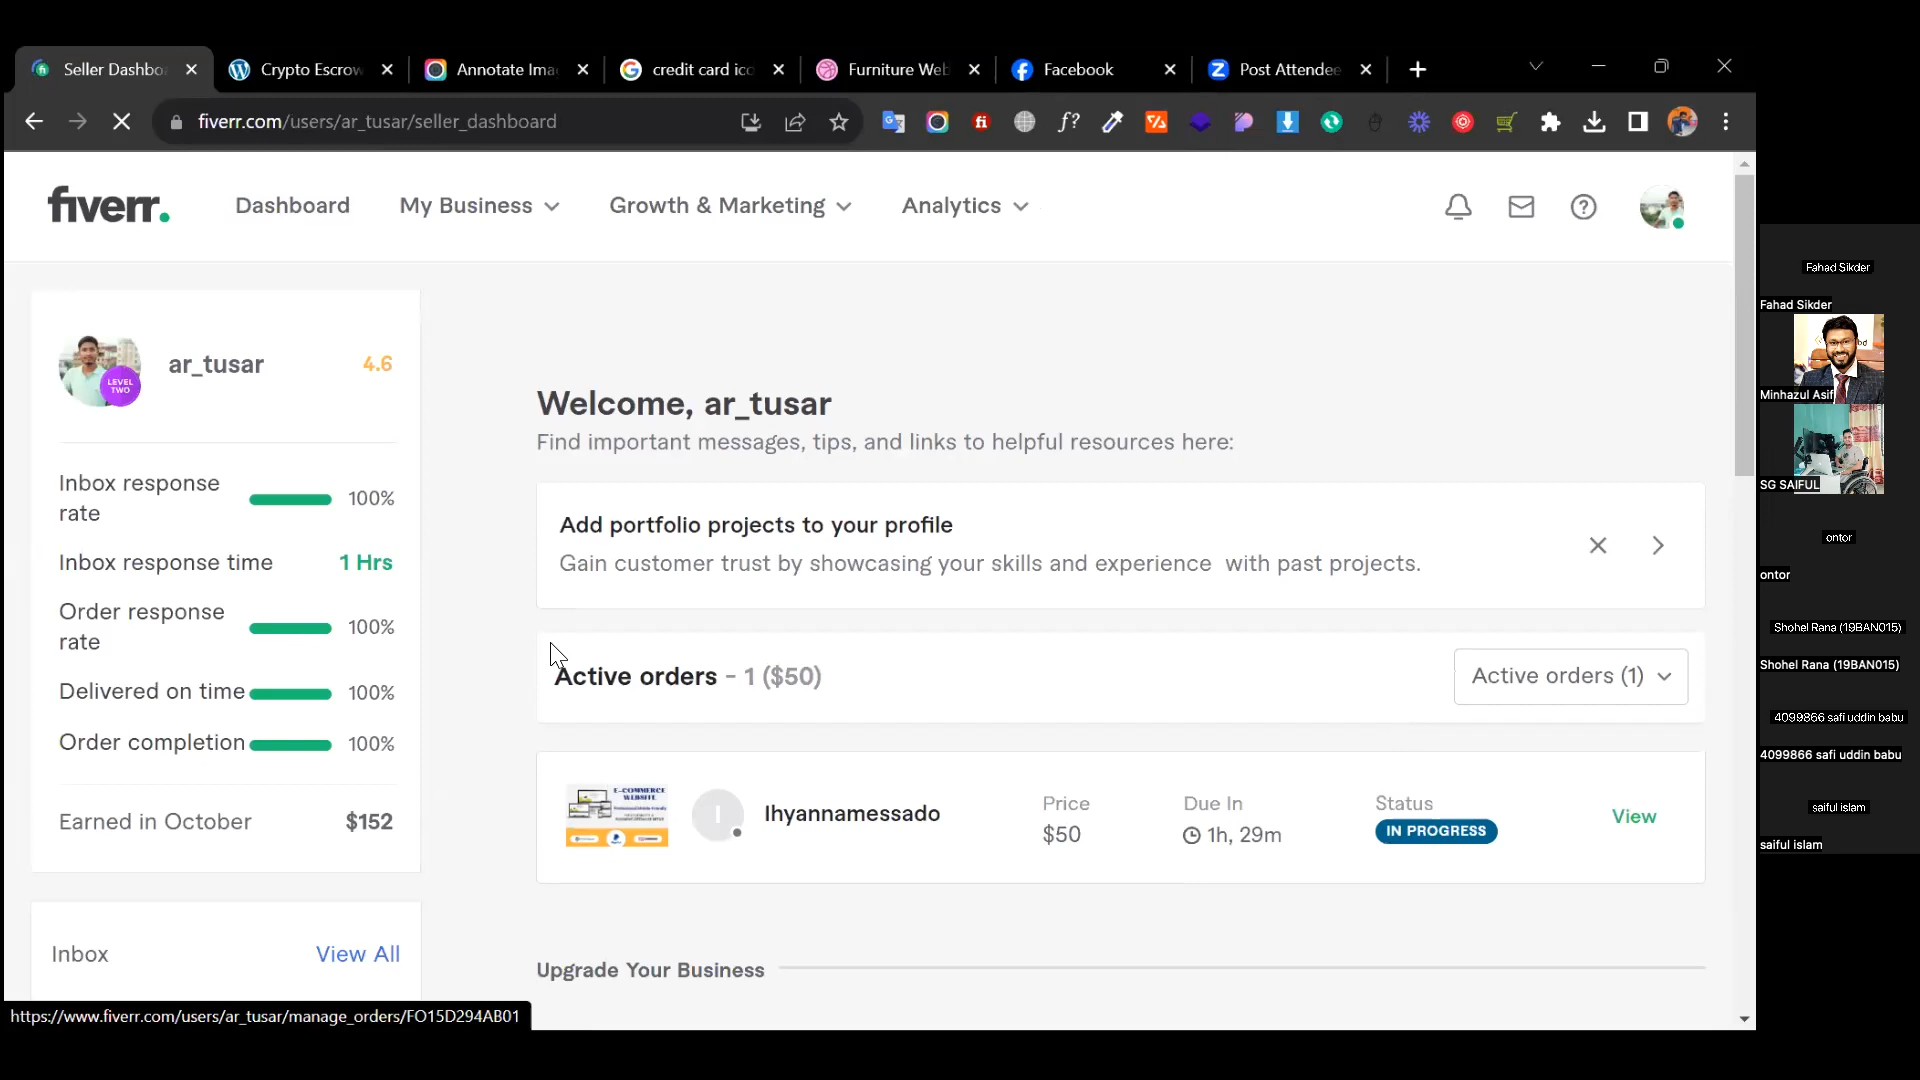 Seller Dashbo
Crypto Escrow
Annotate Ima
credit card ico
Furniture Web
Facebook
Post Attendee
fiverr.com/users/ar_tusar/seller_dashboard
fiverr.
Dashboard
My Business
Growth & Marketing
Analytics
ar_tusar
4.6
LEVEL
TWO
Inbox response
rate
100%
Inbox response time
1 Hrs
Order response
rate
100%
Delivered on time
100%
Order completion
100%
Earned in October
$152
Inbox
View All
Welcome, ar_tusar
Find important messages, tips, and links to helpful resources here:
Add portfolio projects to your profile
Gain customer trust by showcasing your skills and experience with past projects.
Active orders - 1 ($50)
Active orders (1)
E-COMMERCE
WEBSITE
I
lhyannamessado
Price
$50
Due In
1h, 29m
Status
IN PROGRESS
View
Upgrade Your Business
https://www.fiverr.com/users/ar_tusar/manage_orders/FO15D294AB01
Fahad Sikder
Fahad Sikder
Minhazul Asif
SG SAIFUL
ontor
ontor
Shohel Rana (19BAN015)
Shohel Rana (19BAN015)
4099866 safi uddin babu
4099866 safi uddin babu
saiful islam
saiful islam